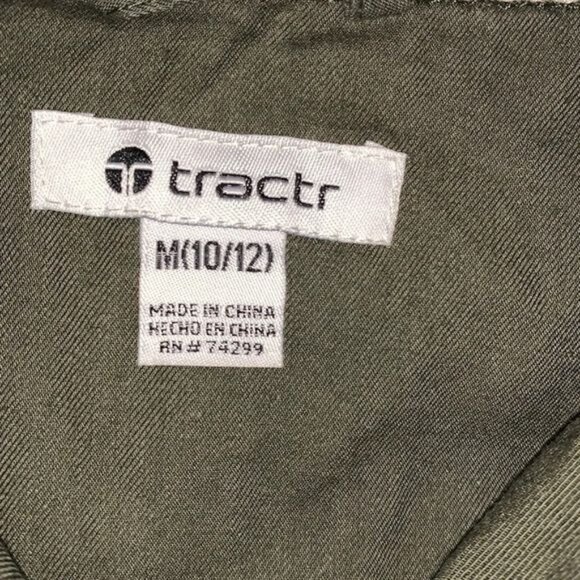 tractr
M(10/12)
MADE IN CHINA
HECHO EN CHINA
RN# 74299